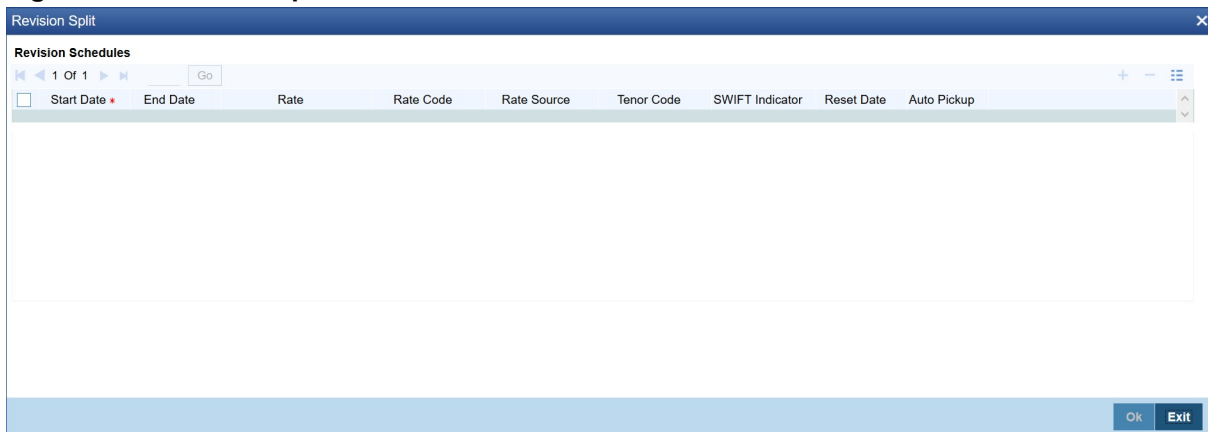 Revision Split
Revision Schedules
1 Of 1 Go
Start Date * End Date Rate Rate Code Rate Source Tenor Code SWIFT Indicator Reset Date Auto Pickup
Ok Exit